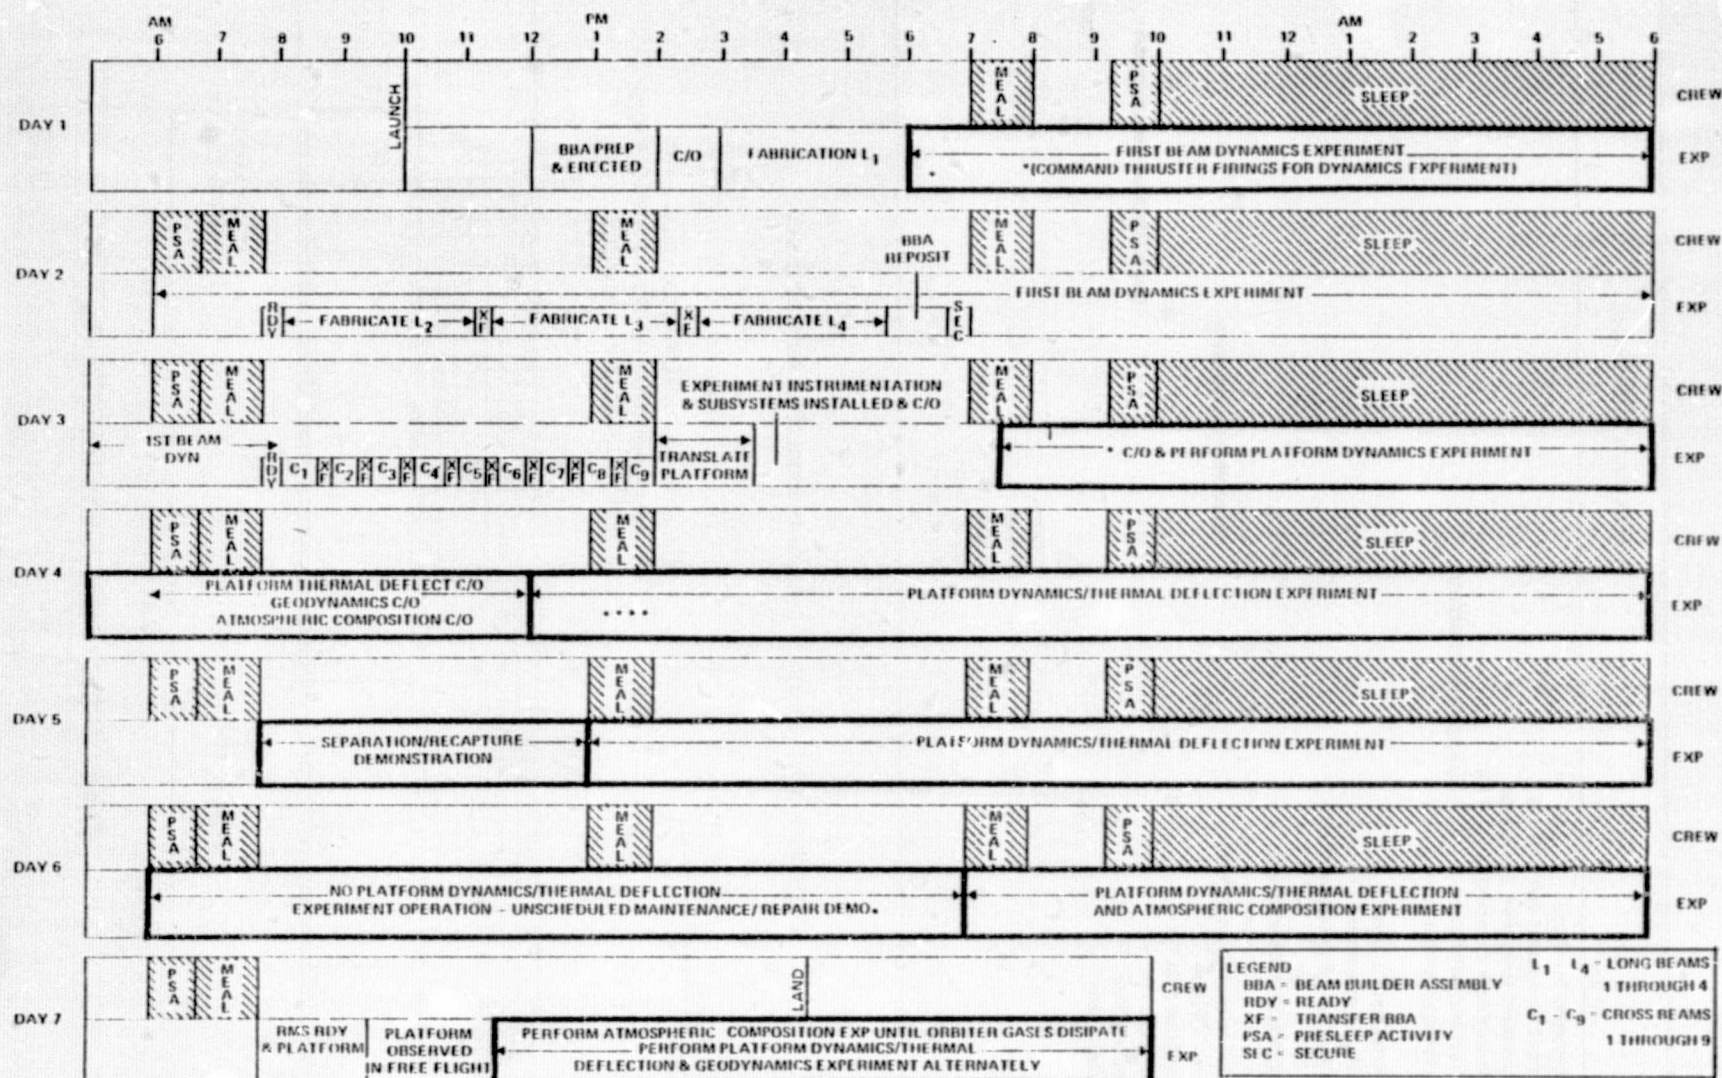 AM PM AM
6 7 8 9 10 11 12 1 2 3 4 5 6 7 8 9 10 11 12 1 2 3 4 5 6
DAY 1
LAUNCH
MEAL
PSA
SLEEP
CREW
BBA PREP
& ERECTED
C/O
FABRICATION L1
FIRST BEAM DYNAMICS EXPERIMENT
*(COMMAND THRUSTER FIRINGS FOR DYNAMICS EXPERIMENT)
*
EXP
DAY 2
PSA
MEAL
MEAL
BBA
REPOSIT
MEAL
PSA
SLEEP
CREW
FIRST BEAM DYNAMICS EXPERIMENT
RDY
FABRICATE L2
XF
FABRICATE L3
XF
FABRICATE L4
SEC
EXP
DAY 3
PSA
MEAL
MEAL
EXPERIMENT INSTRUMENTATION
& SUBSYSTEMS INSTALLED & C/O
MEAL
PSA
SLEEP
CREW
1ST BEAM
DYN
RDY
C1 XF C2 XF C3 XF C4 XF C5 XF C6 XF C7 XF C8 XF C9
TRANSLATE
PLATFORM
* C/O & PERFORM PLATFORM DYNAMICS EXPERIMENT
EXP
DAY 4
PSA
MEAL
MEAL
MEAL
PSA
SLEEP
CREW
PLATFORM THERMAL DEFLECT C/O
GEODYNAMICS C/O
ATMOSPHERIC COMPOSITION C/O
PLATFORM DYNAMICS/THERMAL DEFLECTION EXPERIMENT
* * * *
EXP
DAY 5
PSA
MEAL
MEAL
MEAL
PSA
SLEEP
CREW
SEPARATION/RECAPTURE
DEMONSTRATION
PLATFORM DYNAMICS/THERMAL DEFLECTION EXPERIMENT
EXP
DAY 6
PSA
MEAL
MEAL
MEAL
PSA
SLEEP
CREW
NO PLATFORM DYNAMICS/THERMAL DEFLECTION
EXPERIMENT OPERATION - UNSCHEDULED MAINTENANCE/ REPAIR DEMO.
PLATFORM DYNAMICS/THERMAL DEFLECTION
AND ATMOSPHERIC COMPOSITION EXPERIMENT
EXP
DAY 7
PSA
MEAL
LAND
CREW
RMS RDY
& PLATFORM
PLATFORM
OBSERVED
IN FREE FLIGHT
PERFORM ATMOSPHERIC COMPOSITION EXP UNTIL ORBITER GASES DISIPATE
PERFORM PLATFORM DYNAMICS/THERMAL
DEFLECTION & GEODYNAMICS EXPERIMENT ALTERNATELY
EXP
LEGEND
BBA = BEAM BUILDER ASSEMBLY
RDY = READY
XF = TRANSFER BBA
PSA = PRESLEEP ACTIVITY
SEC = SECURE
L1 L4 - LONG BEAMS
1 THROUGH 4
C1 - C9 - CROSS BEAMS
1 THROUGH 9